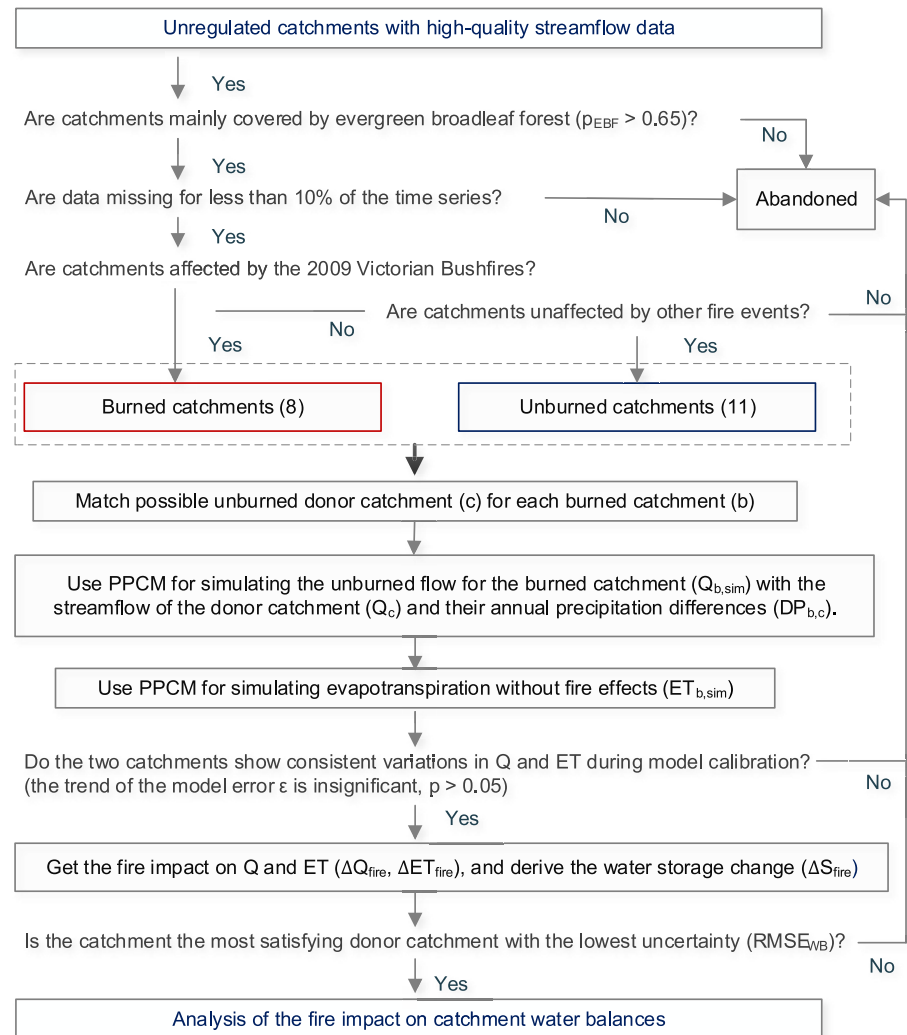 Unregulated catchments with high-quality streamflow data
Yes
Are catchments mainly covered by evergreen broadleaf forest (pEBF > 0.65)?
No
Yes
Abandoned
Are data missing for less than 10% of the time series?
No
Yes
Are catchments affected by the 2009 Victorian Bushfires?
No
Are catchments unaffected by other fire events?
No
Yes
Yes
Burned catchments (8)
Unburned catchments (11)
Match possible unburned donor catchment (c) for each burned catchment (b)
Use PPCM for simulating the unburned flow for the burned catchment (Qb,sim) with the
streamflow of the donor catchment (Qc) and their annual precipitation differences (DPb,c).
Use PPCM for simulating evapotranspiration without fire effects (ETb,sim)
Do the two catchments show consistent variations in Q and ET during model calibration?
(the trend of the model error ε is insignificant, p > 0.05)
No
Yes
Get the fire impact on Q and ET (ΔQfire, ΔETfire), and derive the water storage change (ΔSfire)
Is the catchment the most satisfying donor catchment with the lowest uncertainty (RMSEWB)?
No
Yes
Analysis of the fire impact on catchment water balances